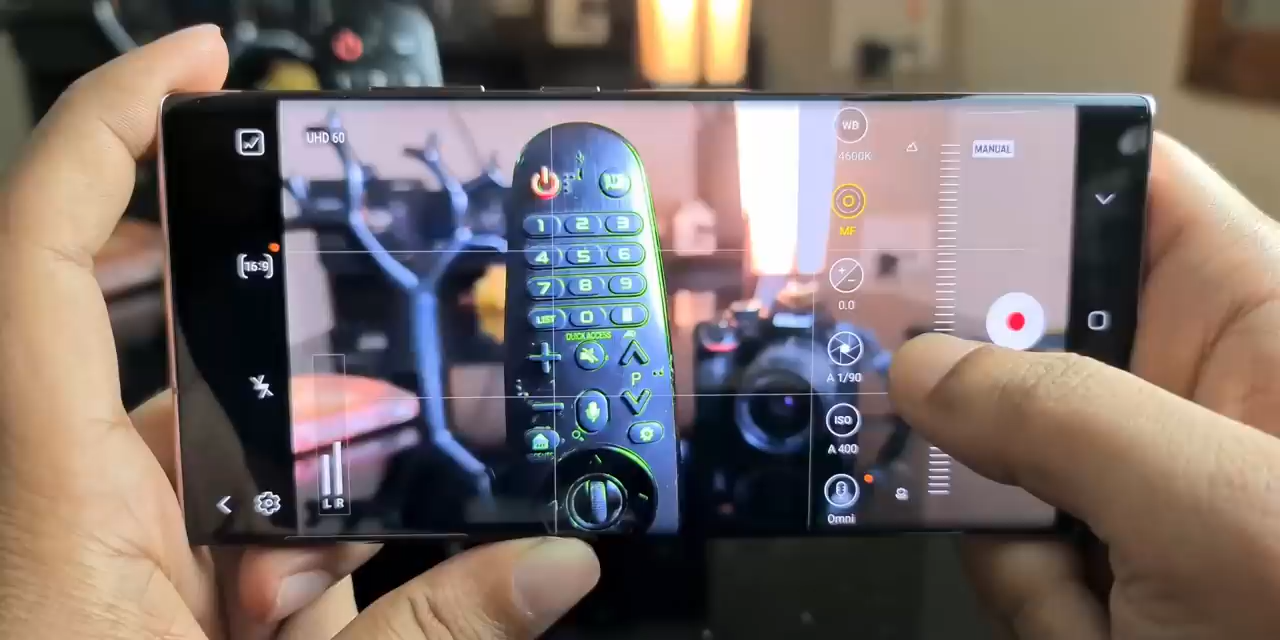 UHD 60
16:9
L R
WB
4600K
MANUAL
MF
0.0
A 1/90
ISO
A 400
Omni
1 2 3
4 5 6
7 8 9
LIST 0
QUICK ACCESS
P